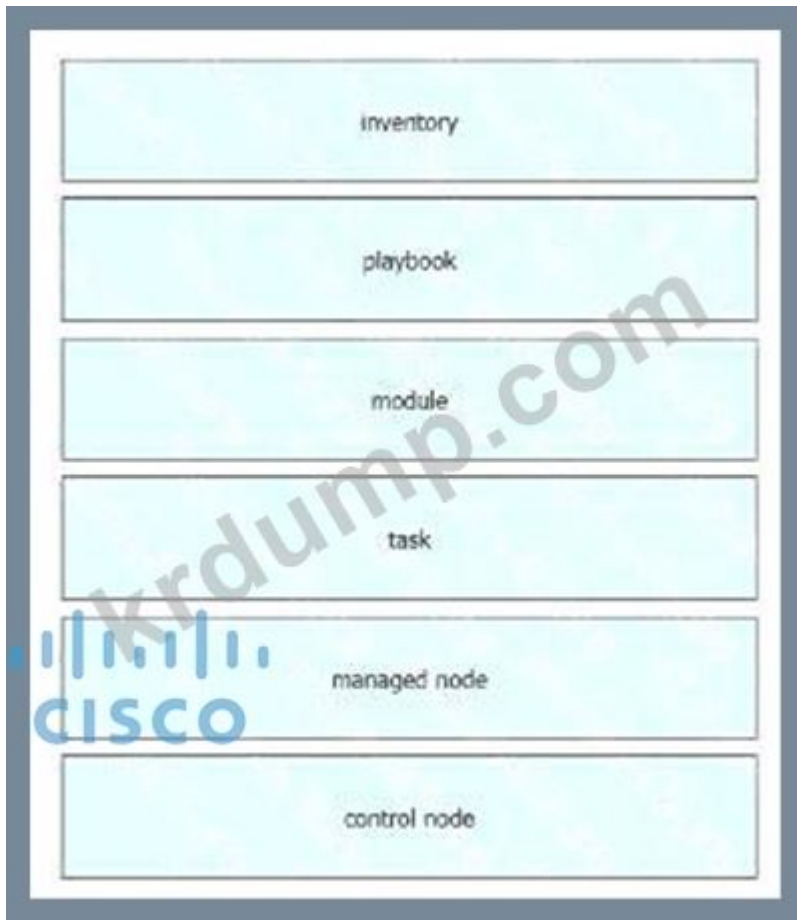 inventory
playbook
module
krdump.com
task
managed node
CISCO
control node